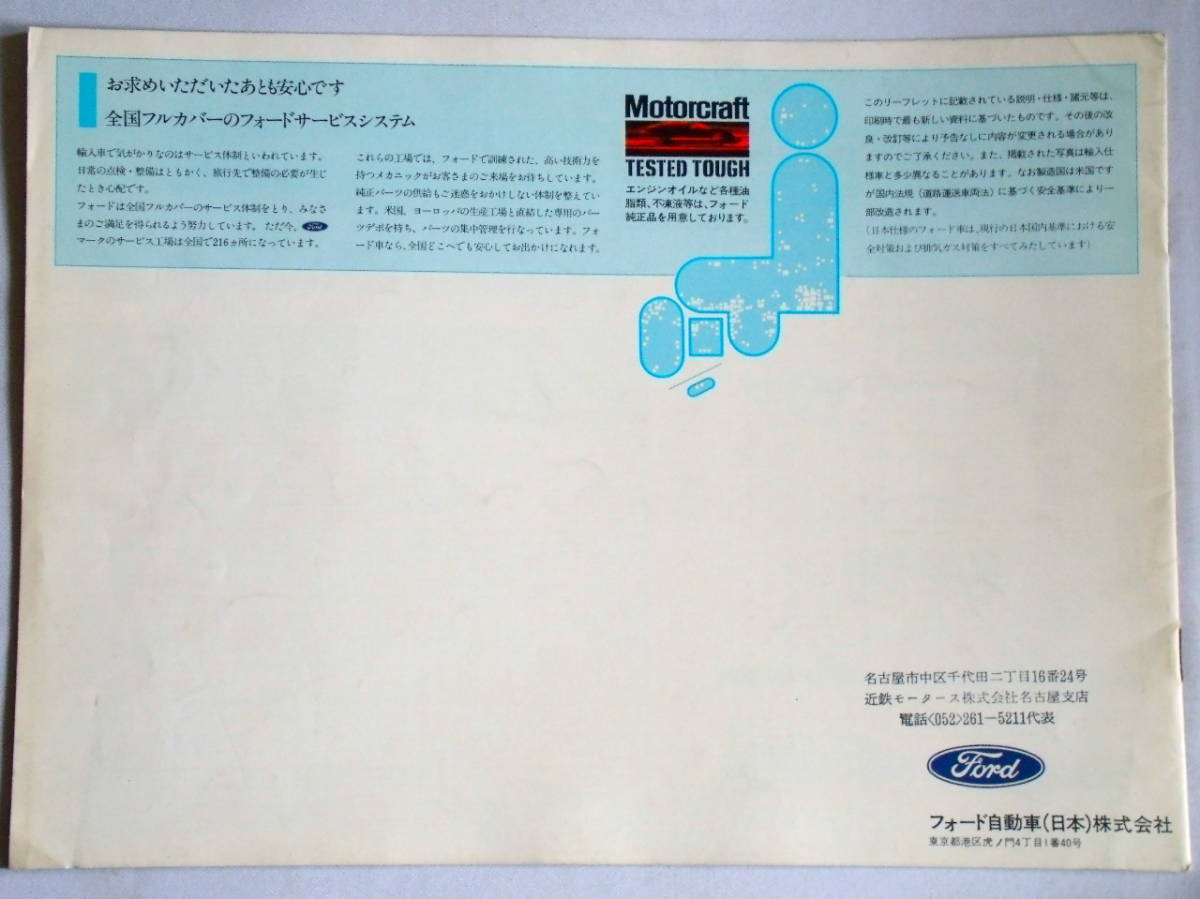 お求めいただいたあとも安心です
全国フルカバーのフォードサービスシステム
輸入車で気がかりなのはサービス体制といわれています。
日常の点検・整備はともかく、旅行先で整備の必要が生じ
たとき心配です。
フォードは全国フルカバーのサービス体制をとり、みなさ
まのご満足を得られるよう努力しています。ただ今、Ford
マークのサービス工場は全国で216ヵ所になっています。
これらの工場では、フォードで訓練された、高い技術力を
持つメカニックがお客さまのご来場をお待ちしています。
純正パーツの供給もご迷惑をおかけしない体制を整えてい
ます。米国、ヨーロッパの生産工場と直結した専用のパー
ツデポを持ち、パーツの集中管理を行なっています。フォ
ード車なら、全国どこへでも安心してお出かけになれます。
Motorcraft
TESTED TOUGH
エンジンオイルなど各種油
脂類、不凍液等は、フォード
純正品を用意しております。
このリーフレットに記載されている説明・仕様・諸元等は、
印刷時で最も新しい資料に基づいたものです。その後の改
良・改訂等により予告なしに内容が変更される場合があり
ますのでご了承ください。また、掲載された写真は輸入仕
様車と多少異なることがあります。なお製造国は米国です
が国内法規（道路運送車両法）に基づく安全基準により一
部改造されます。
（日本仕様のフォード車は、現行の日本国内基準における安
全対策および排気ガス対策をすべてみたしています）
名古屋市中区千代田二丁目16番24号
近鉄モータース株式会社名古屋支店
電話〈052〉261－5211代表
Ford
フォード自動車(日本)株式会社
東京都港区虎ノ門4丁目1番40号